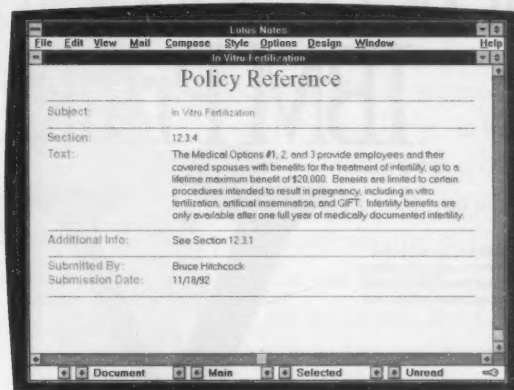 Lotus Notes
File Edit View Mail Compose Style Options Design Window Help
In Vitro Fertilization
Policy Reference
Subject: In Vitro Fertilization
Section: 12.3.4
Text: The Medical Options #1, 2, and 3 provide employees and their
covered spouses with benefits for the treatment of infertility, up to a
lifetime maximum benefit of $20,000. Benefits are limited to certain
procedures intended to result in pregnancy, including in vitro
fertilization, artificial insemination, and GIFT. Infertility benefits are
only available after one full year of medically documented infertility.
Additional Info: See Section 12.3.1
Submitted By: Bruce Hitchcock
Submission Date: 11/18/92
Document Main Selected Unread